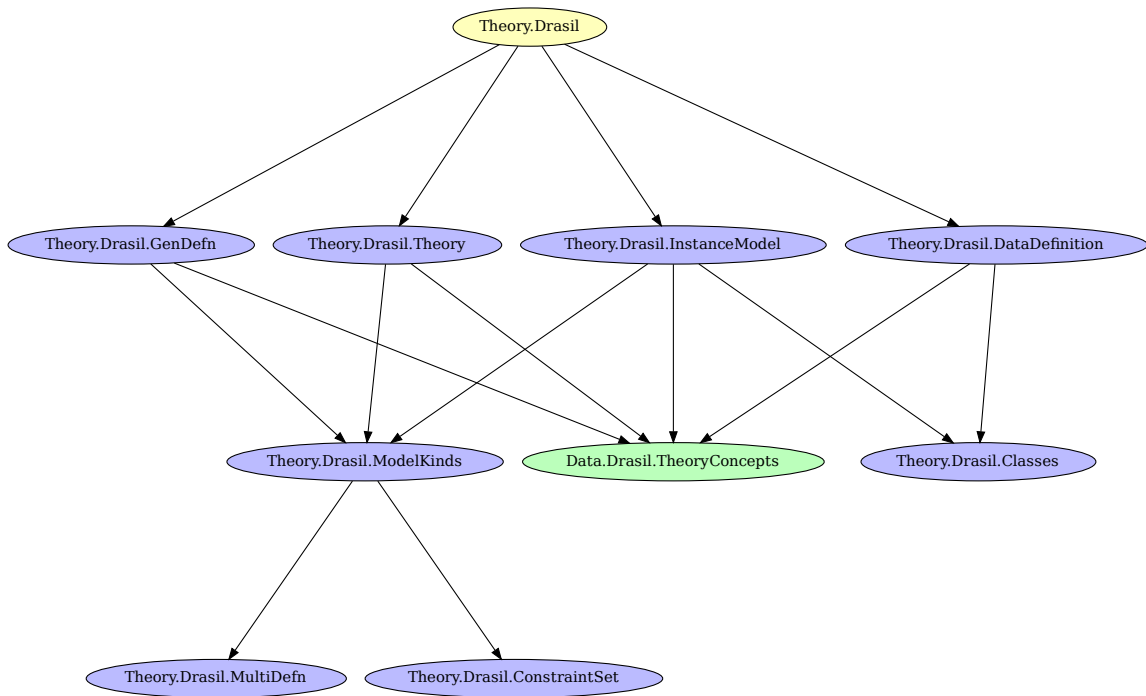 Theory.Drasil
Theory.Drasil.GenDefn
Theory.Drasil.Theory
Theory.Drasil.InstanceModel
Theory.Drasil.DataDefinition
Theory.Drasil.ModelKinds
Data.Drasil.TheoryConcepts
Theory.Drasil.Classes
Theory.Drasil.MultiDefn
Theory.Drasil.ConstraintSet